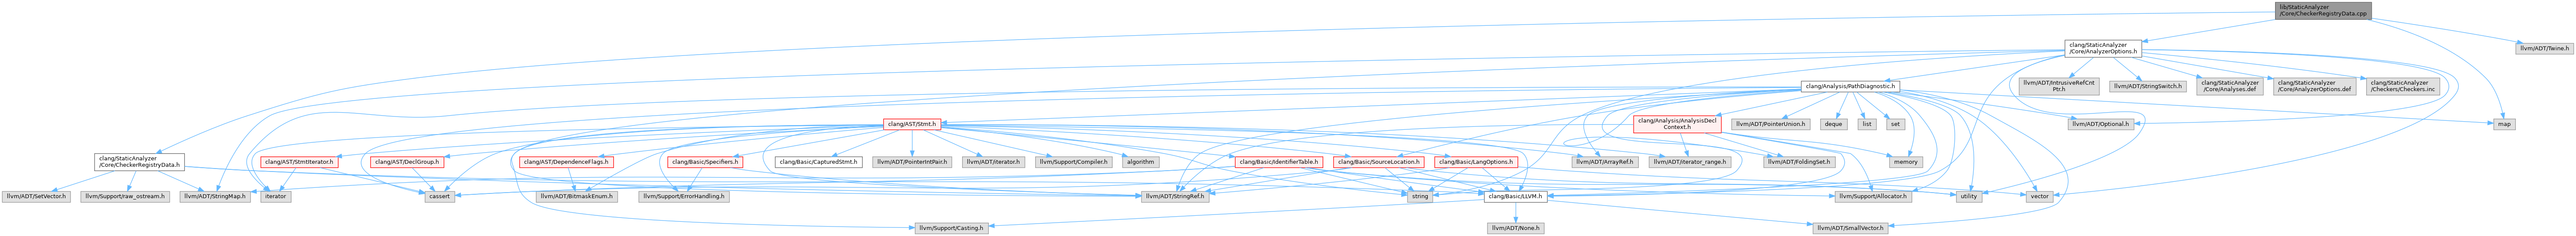 lib/StaticAnalyzer
/Core/CheckerRegistryData.cpp
clang/StaticAnalyzer
/Core/AnalyzerOptions.h
llvm/ADT/Twine.h
clang/Analysis/PathDiagnostic.h
llvm/ADT/IntrusiveRefCnt
Ptr.h
llvm/ADT/StringSwitch.h
clang/StaticAnalyzer
/Core/Analyses.def
clang/StaticAnalyzer
/Core/AnalyzerOptions.def
clang/StaticAnalyzer
/Checkers/Checkers.inc
clang/AST/Stmt.h
clang/Analysis/AnalysisDecl
Context.h
llvm/ADT/PointerUnion.h
deque
list
set
llvm/ADT/Optional.h
map
clang/StaticAnalyzer
/Core/CheckerRegistryData.h
clang/AST/StmtIterator.h
clang/AST/DeclGroup.h
clang/AST/DependenceFlags.h
clang/Basic/Specifiers.h
clang/Basic/CapturedStmt.h
llvm/ADT/PointerIntPair.h
llvm/ADT/iterator.h
llvm/Support/Compiler.h
algorithm
clang/Basic/IdentifierTable.h
clang/Basic/SourceLocation.h
clang/Basic/LangOptions.h
llvm/ADT/ArrayRef.h
llvm/ADT/iterator_range.h
llvm/ADT/FoldingSet.h
memory
llvm/ADT/SetVector.h
llvm/Support/raw_ostream.h
llvm/ADT/StringMap.h
iterator
cassert
llvm/ADT/BitmaskEnum.h
llvm/Support/ErrorHandling.h
llvm/ADT/StringRef.h
string
clang/Basic/LLVM.h
llvm/Support/Allocator.h
utility
vector
llvm/Support/Casting.h
llvm/ADT/None.h
llvm/ADT/SmallVector.h